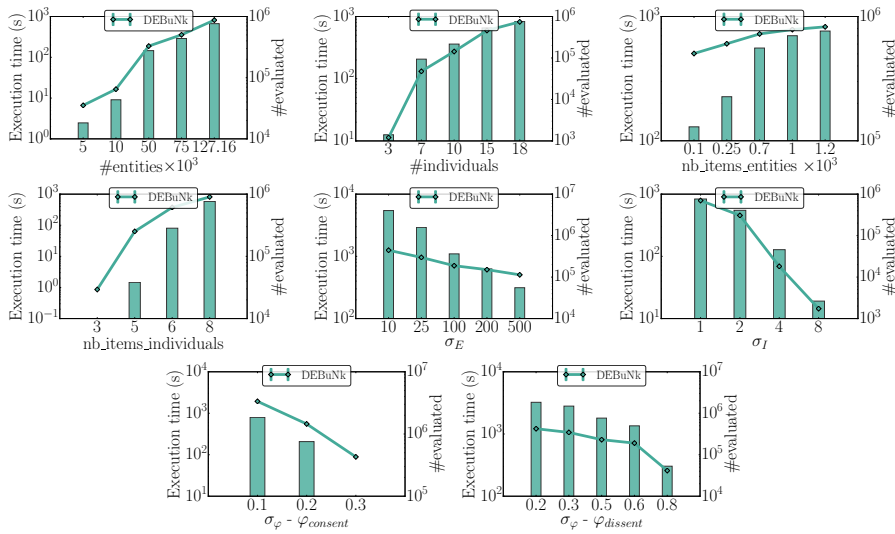 DEBuNk
Execution time (s)
10^3
10^2
10^1
10^0
10^6
10^5
10^4
#evaluated
5 10 50 75 127.16
#entities×10^3
DEBuNk
Execution time (s)
10^3
10^2
10^1
10^6
10^5
10^4
10^3
#evaluated
3 7 10 15 18
#individuals
DEBuNk
Execution time (s)
10^3
10^2
10^6
10^5
10^4
#evaluated
0.1 0.25 0.7 1 1.2
nb_items_entities ×10^3
DEBuNk
Execution time (s)
10^3
10^2
10^1
10^0
10^−1
10^6
10^5
10^4
#evaluated
3 5 6 8
nb_items_individuals
DEBuNk
Execution time (s)
10^4
10^3
10^2
10^7
10^6
10^5
10^4
#evaluated
10 25 100 200 500
σ_E
DEBuNk
Execution time (s)
10^3
10^2
10^1
10^6
10^5
10^4
10^3
#evaluated
1 2 4 8
σ_I
DEBuNk
Execution time (s)
10^4
10^3
10^2
10^1
10^7
10^6
10^5
#evaluated
0.1 0.2 0.3
σ_φ - φ_consent
DEBuNk
Execution time (s)
10^4
10^3
10^2
10^7
10^6
10^5
10^4
#evaluated
0.2 0.3 0.5 0.6 0.8
σ_φ - φ_dissent